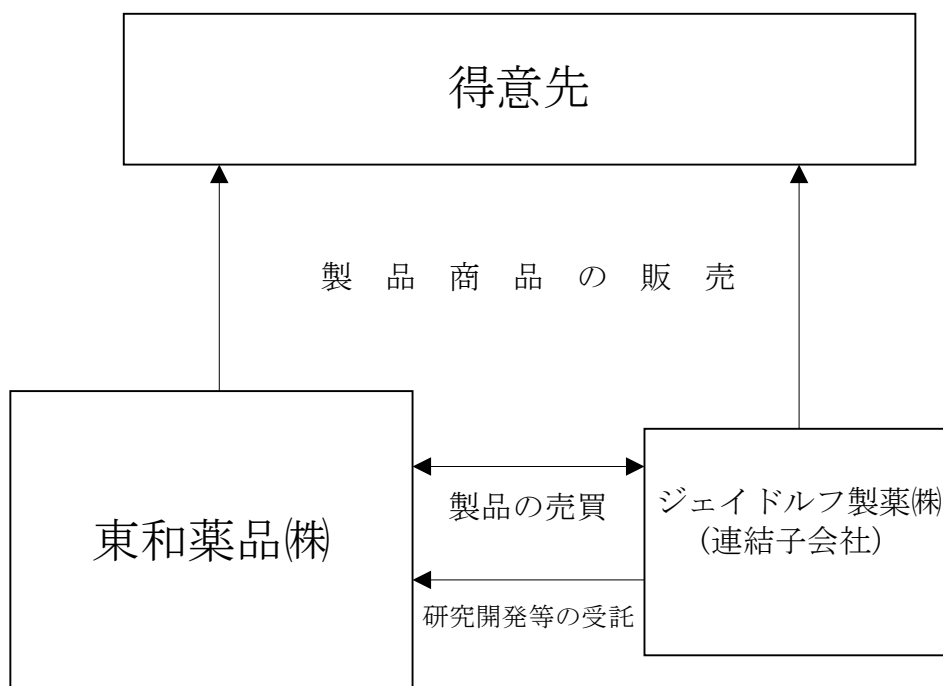 得意先
製品商品の販売
製品の売買
東和薬品㈱
ジェイドルフ製薬㈱
(連結子会社)
研究開発等の受託